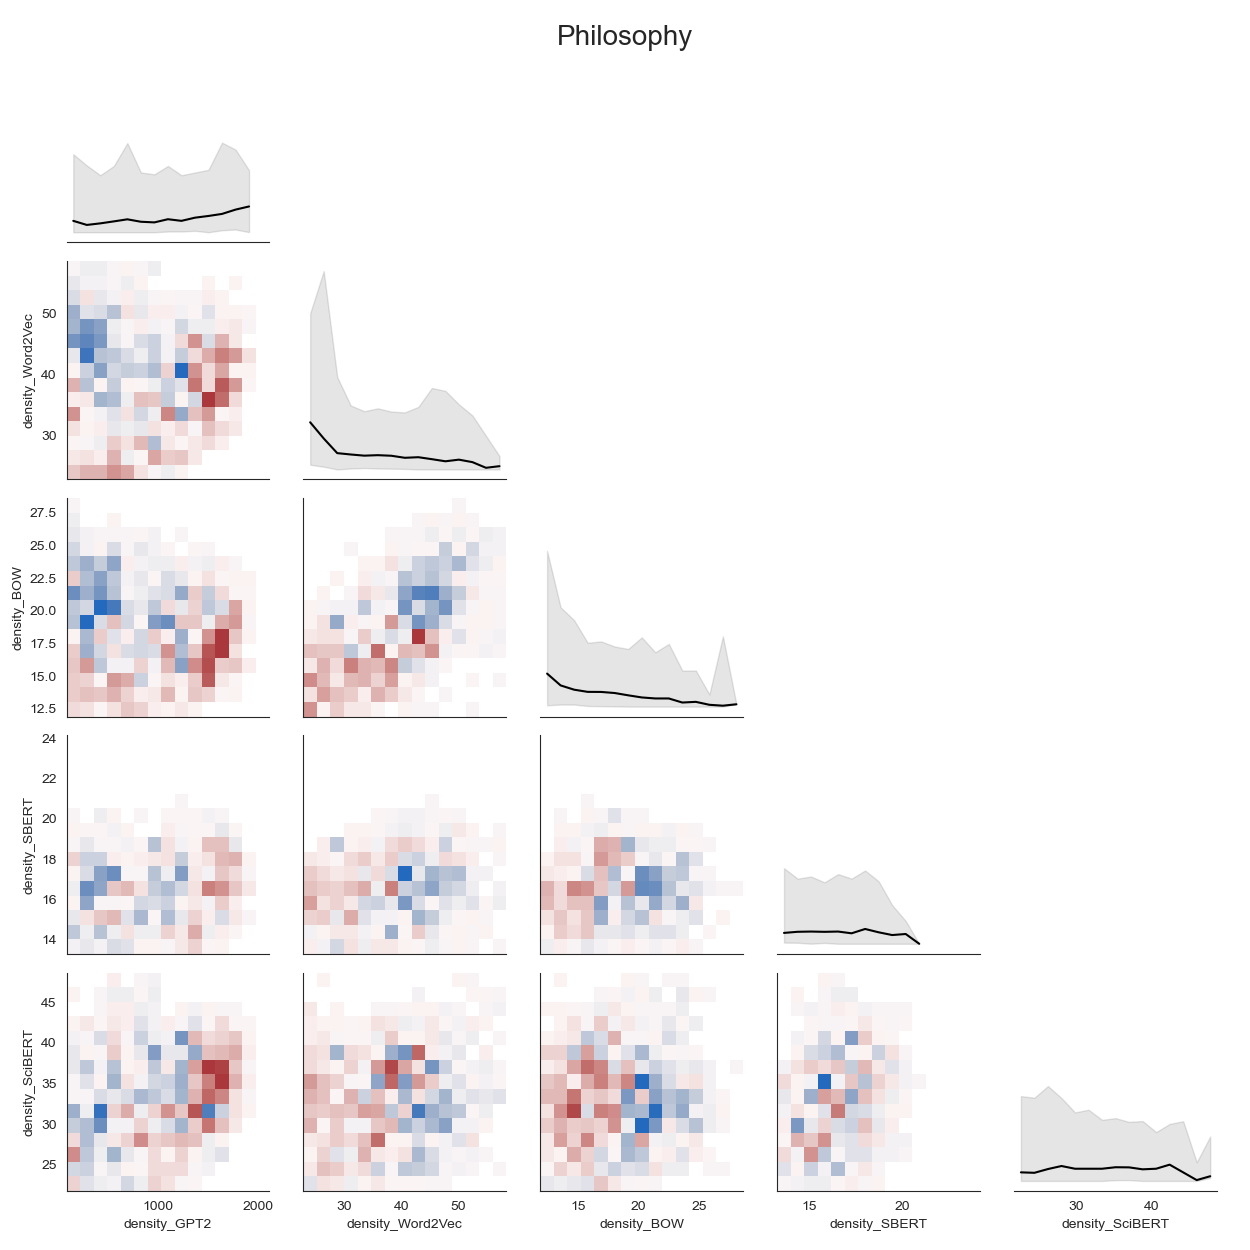 Philosophy
density_Word2Vec
50
40
30
density_BOW
27.5
25.0
22.5
20.0
17.5
15.0
12.5
density_SBERT
24
22
20
18
16
14
density_SciBERT
45
40
35
30
25
1000 2000
30 40 50
15 20 25
15 20
30 40
density_GPT2
density_Word2Vec
density_BOW
density_SBERT
density_SciBERT